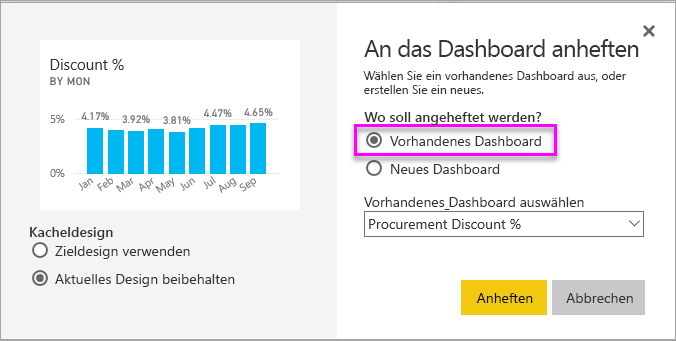 Discount %
BY MON
5%
0%
4.17%
3.92%
3.81%
4.47%
4.65%
Jan
Feb
Mar
Apr
May
Jun
Jul
Aug
Sep
Kacheldesign
Zieldesign verwenden
Aktuelles Design beibehalten
An das Dashboard anheften
Wählen Sie ein vorhandenes Dashboard aus, oder
erstellen Sie ein neues.
Wo soll angeheftet werden?
Vorhandenes Dashboard
Neues Dashboard
Vorhandenes_Dashboard auswählen
Procurement Discount %
Anheften
Abbrechen